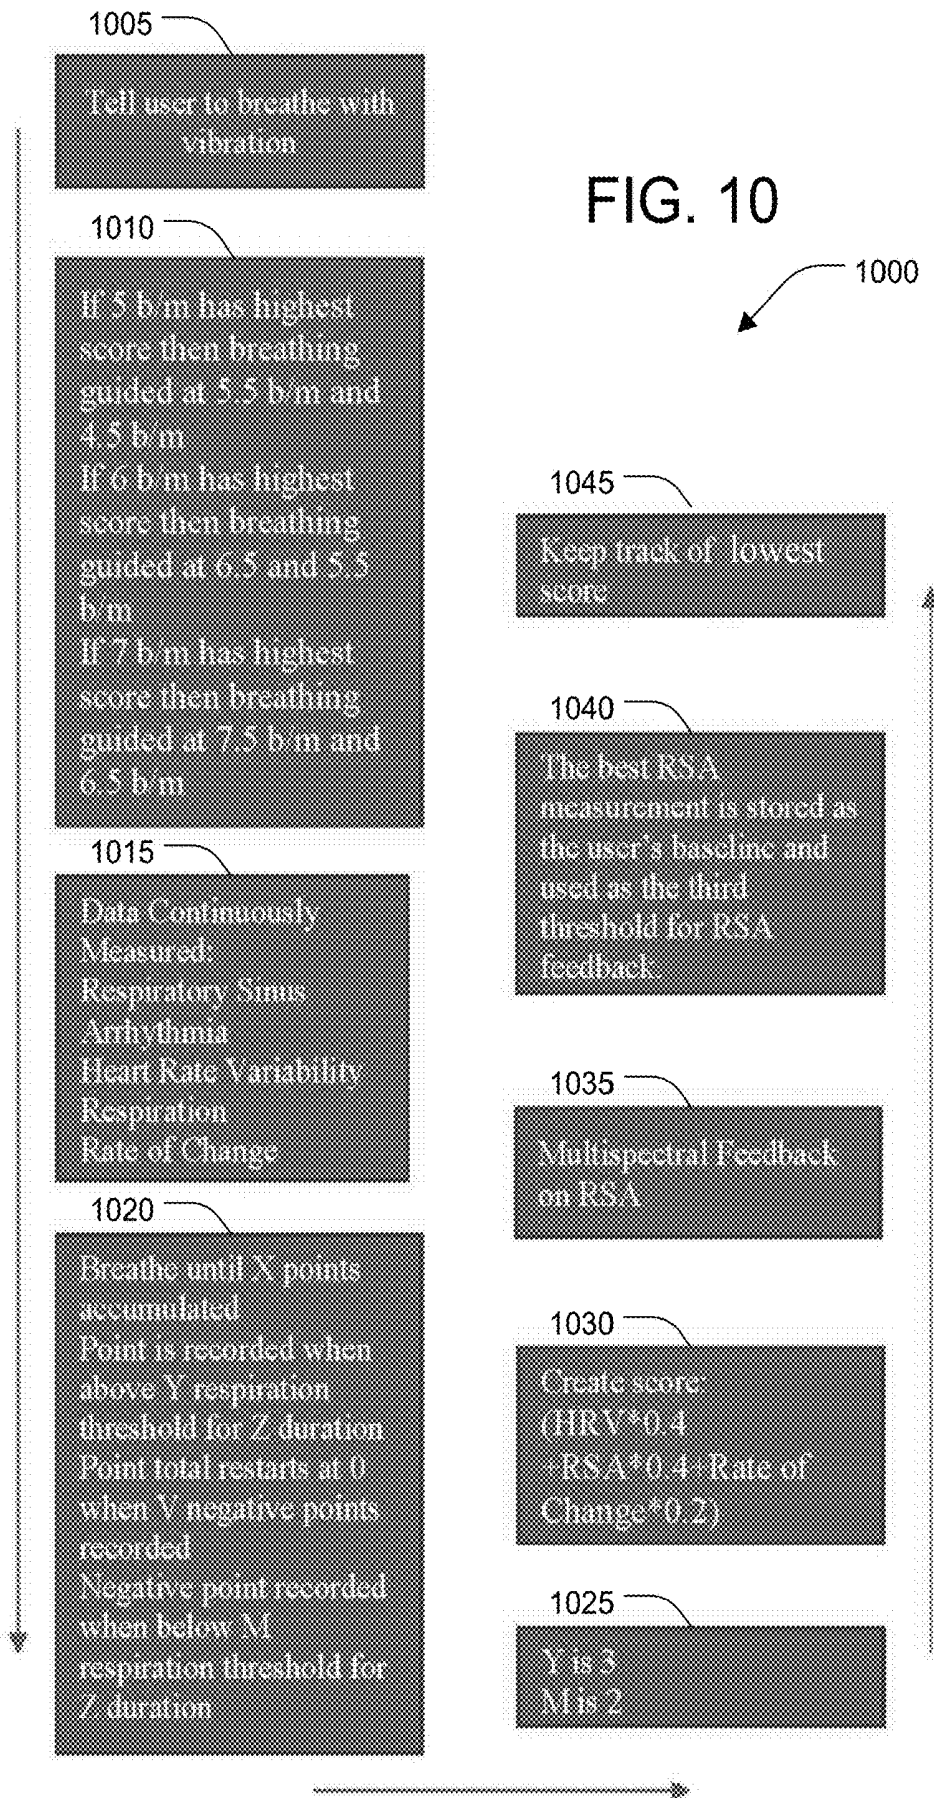 1005
Tell user to breathe with
vibration
FIG. 10
1000
1010
If 5 b/m has highest
score then breathing
guided at 5.5 b/m and
4.5 b/m
If 6 b/m has highest
score then breathing
guided at 6.5 and 5.5
b/m
If 7 b/m has highest
score then breathing
guided at 7.5 b/m and
6.5 b/m
1015
Data Continuously
Measured:
Respiratory Sinus
Arrhythmia
Heart Rate Variability
Respiration
Rate of Change
1020
Breathe until X points
accumulated
Point is recorded when
above Y respiration
threshold for Z duration
Point total restarts at 0
when V negative points
recorded
Negative point recorded
when below M
respiration threshold for
Z duration
1025
Y is 3
M is 2
1030
Create score:
(HRV*0.4
+RSA*0.4+Rate of
Change*0.2)
1035
Multispectral Feedback
on RSA
1040
The best RSA
measurement is stored as
the user's baseline and
used as the third
threshold for RSA
feedback.
1045
Keep track of lowest
score